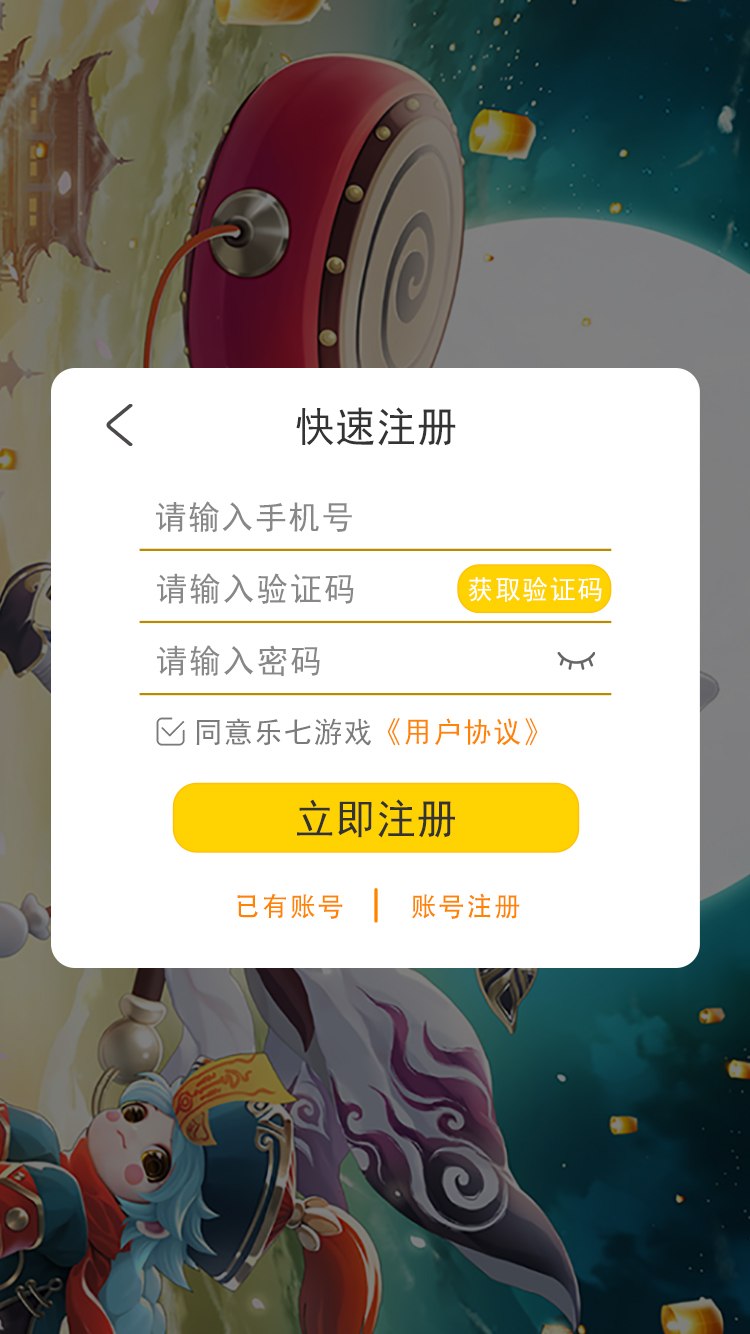 快速注册
请输入手机号
请输入验证码 获取验证码
请输入密码
同意乐七游戏《用户协议》
立即注册
已有账号 | 账号注册